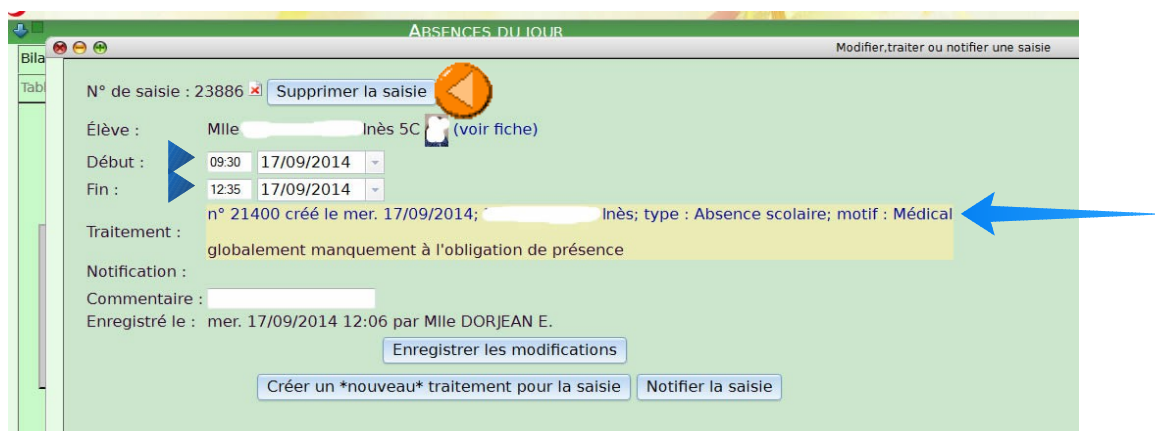 ABSENCES DU JOUR
Modifier,traiter ou notifier une saisie
Bila
Tabl
N° de saisie : 23886 Supprimer la saisie
Élève : Mlle Inès 5C (voir fiche)
Début : 09:30 17/09/2014
Fin : 12:35 17/09/2014
n° 21400 créé le mer. 17/09/2014; Inès; type : Absence scolaire; motif : Médical
Traitement :
globalement manquement à l'obligation de présence
Notification :
Commentaire :
Enregistré le : mer. 17/09/2014 12:06 par Mlle DORJEAN E.
Enregistrer les modifications
Créer un *nouveau* traitement pour la saisie Notifier la saisie